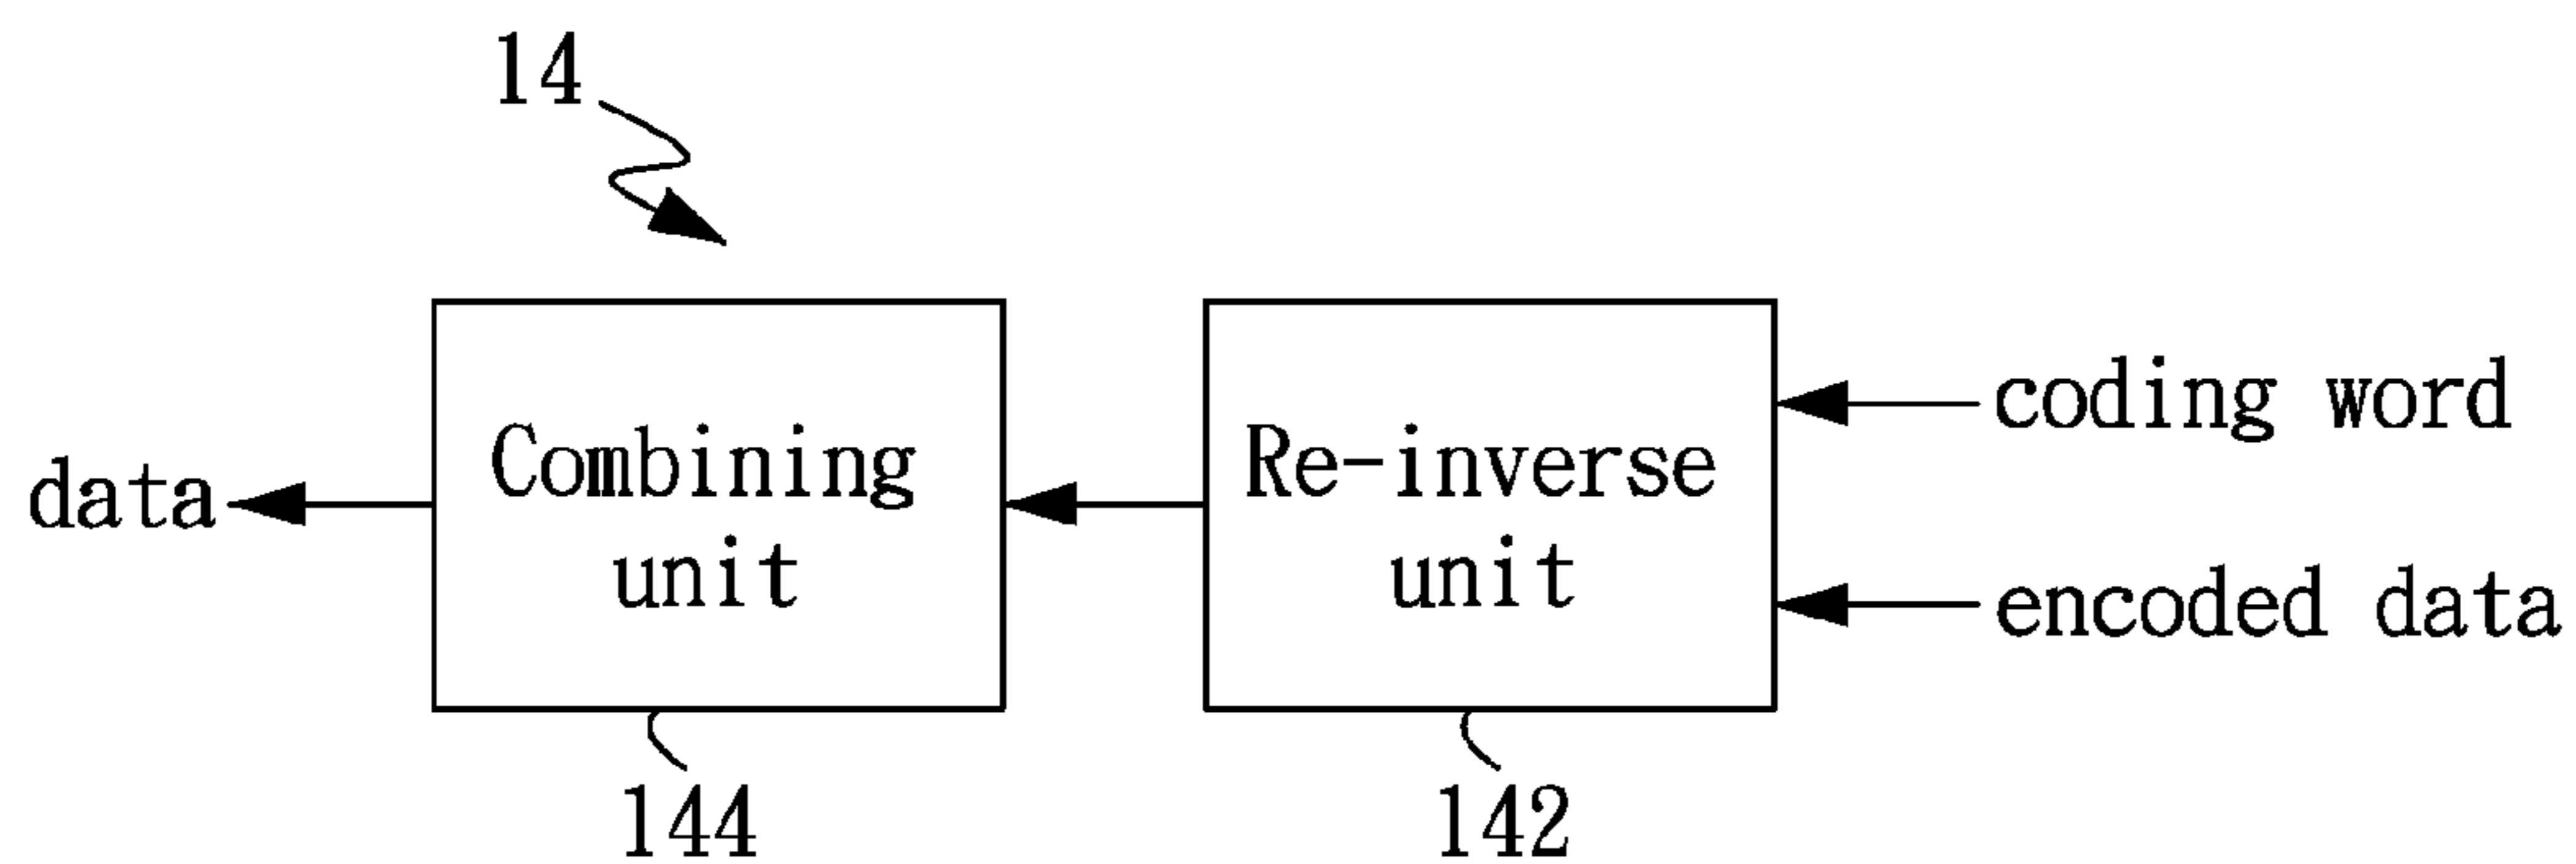 14
data
Combining
unit
Re-inverse
unit
coding word
encoded data
144
142